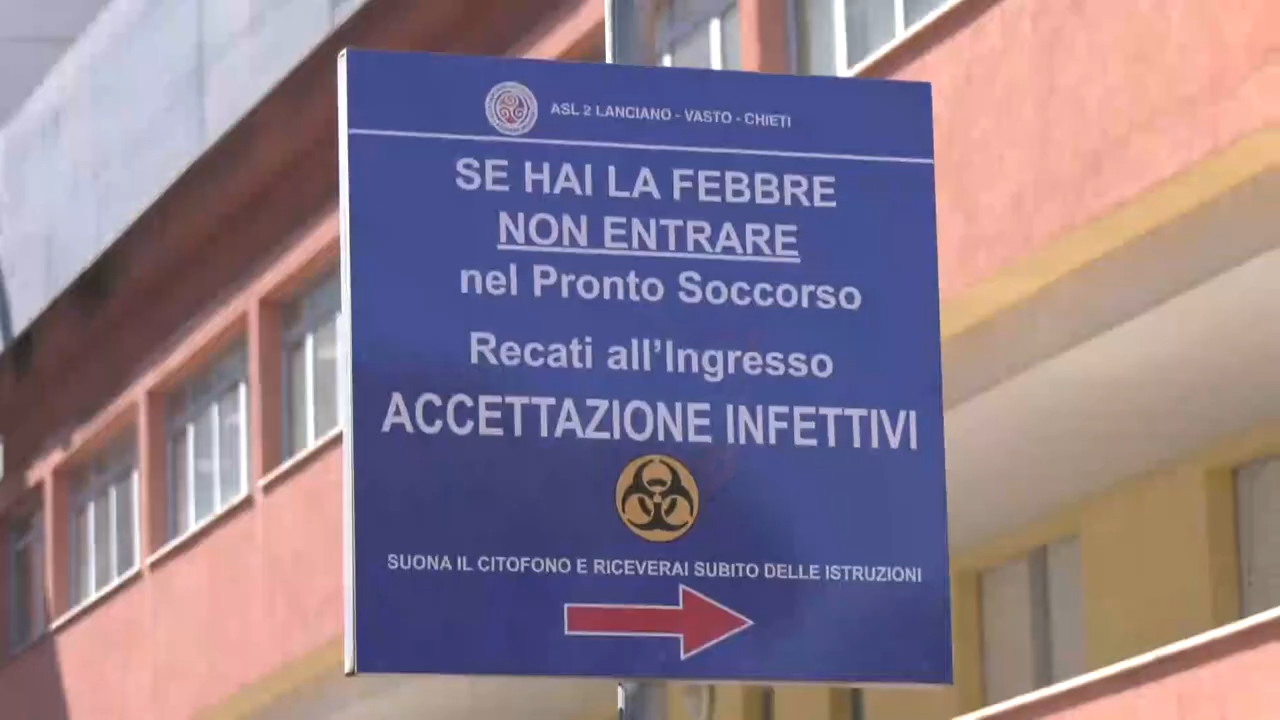 ASL 2 LANCIANO - VASTO - CHIETI
SE HAI LA FEBBRE
NON ENTRARE
nel Pronto Soccorso
Recati all'Ingresso
ACCETTAZIONE INFETTIVI
SUONA IL CITOFONO E RICEVERAI SUBITO DELLE ISTRUZIONI